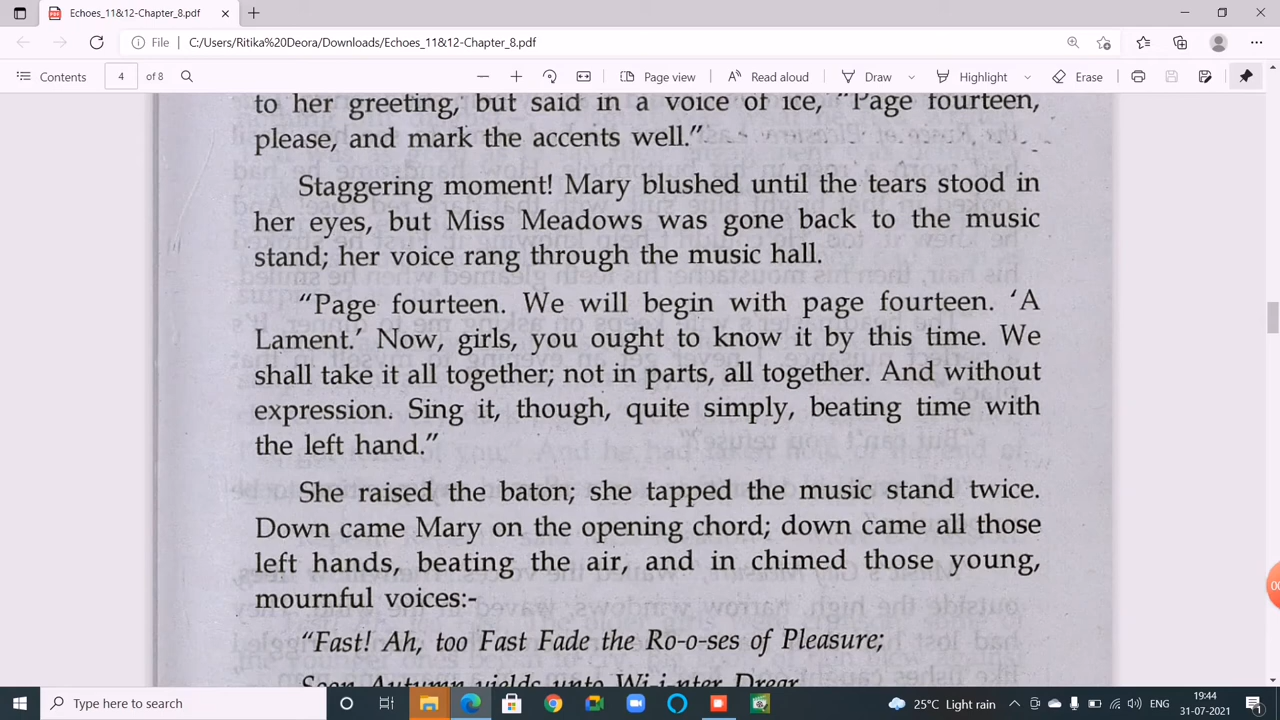 Echoes_11&12-Chapter_8.pdf
File C:/Users/Ritika%20Deora/Downloads/Echoes_11&12-Chapter_8.pdf
Contents 4 of 8 Page view Read aloud Draw Highlight Erase
to her greeting, but said in a voice of ice, “Page fourteen,
please, and mark the accents well.”
Staggering moment! Mary blushed until the tears stood in
her eyes, but Miss Meadows was gone back to the music
stand; her voice rang through the music hall.
“Page fourteen. We will begin with page fourteen. ‘A
Lament.’ Now, girls, you ought to know it by this time. We
shall take it all together; not in parts, all together. And without
expression. Sing it, though, quite simply, beating time with
the left hand.”
She raised the baton; she tapped the music stand twice.
Down came Mary on the opening chord; down came all those
left hands, beating the air, and in chimed those young,
mournful voices:-
“Fast! Ah, too Fast Fade the Ro-o-ses of Pleasure;
Soon Autumn yields unto Wi-i-nter Drear
Type here to search
25°C Light rain
ENG
19:44
31-07-2021